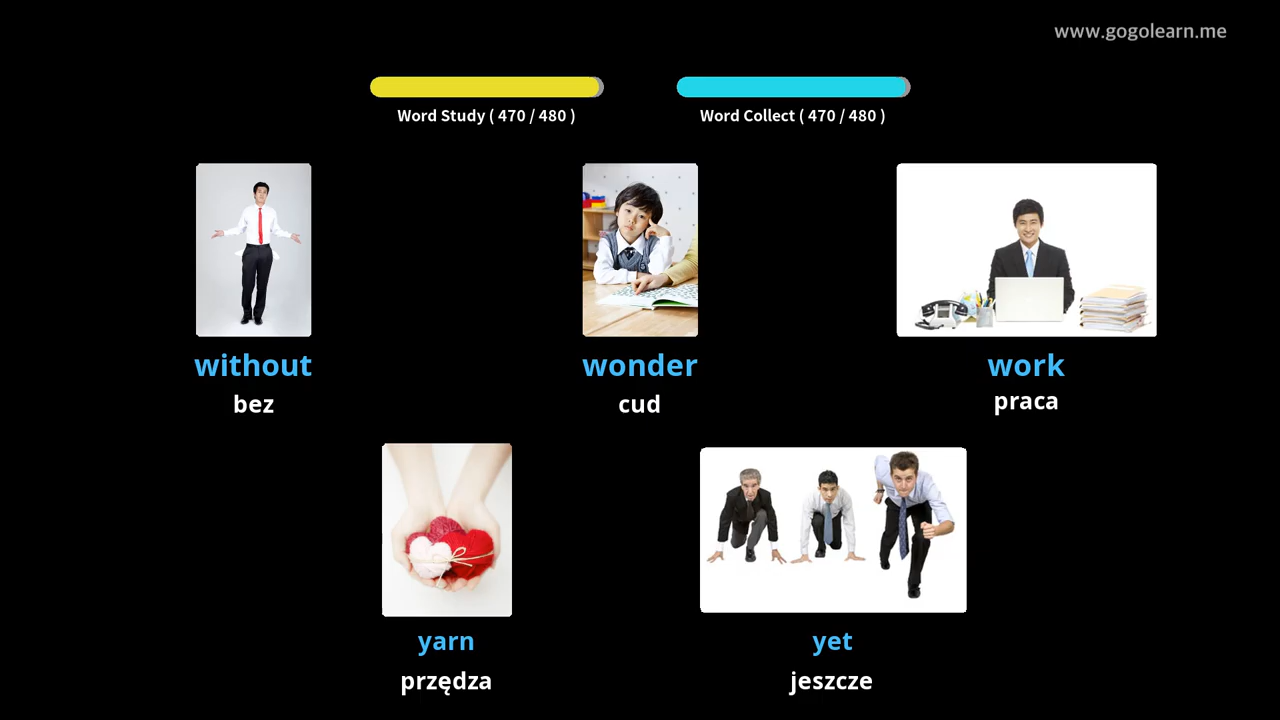 www.gogolearn.me
Word Study ( 470 / 480 )
Word Collect ( 470 / 480 )
without
wonder
work
bez
cud
praca
yarn
yet
przędza
jeszcze